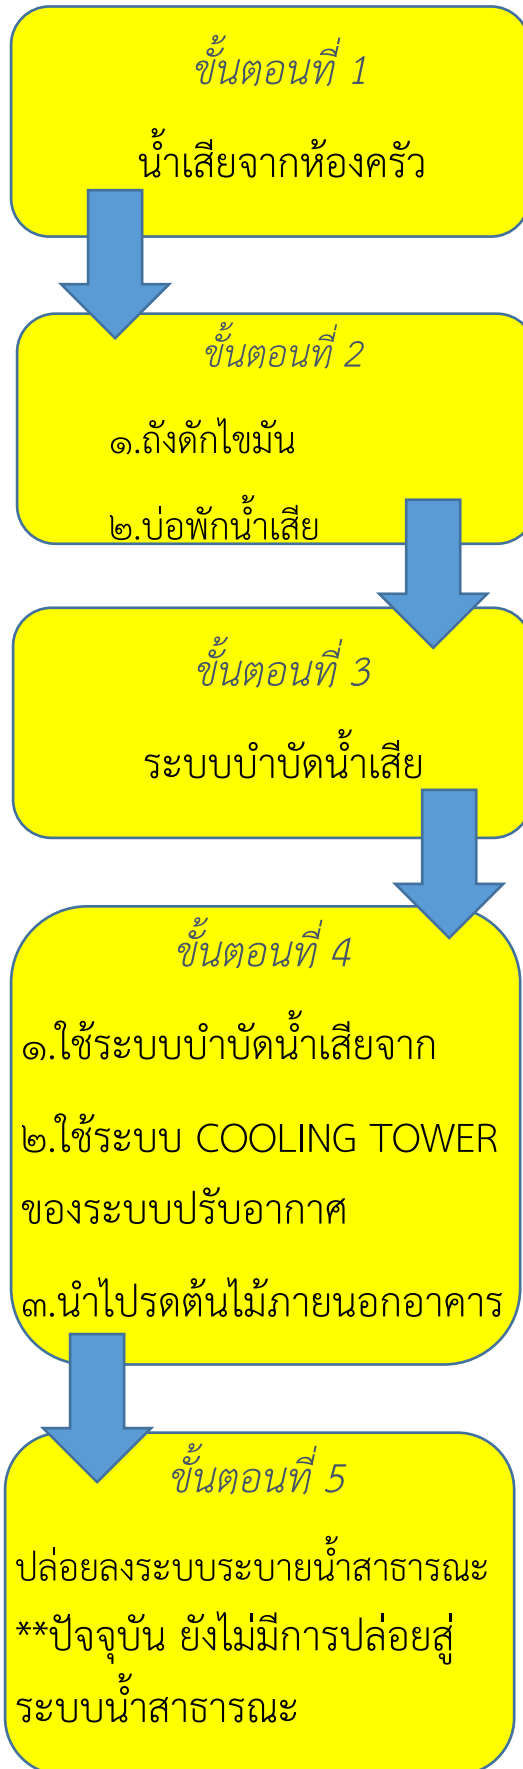 ขั้นตอนที่ 1
น้ำเสียจากห้องครัว
ขั้นตอนที่ 2
๑.ถังดักไขมัน
๒.บ่อพักน้ำเสีย
ขั้นตอนที่ 3
ระบบบำบัดน้ำเสีย
ขั้นตอนที่ 4
๑.ใช้ระบบบำบัดน้ำเสียจาก
๒.ใช้ระบบ COOLING TOWER
ของระบบปรับอากาศ
๓.นำไปรดต้นไม้ภายนอกอาคาร
ขั้นตอนที่ 5
ปล่อยลงระบบระบายน้ำสาธารณะ
**ปัจจุบัน ยังไม่มีการปล่อยสู่
ระบบน้ำสาธารณะ